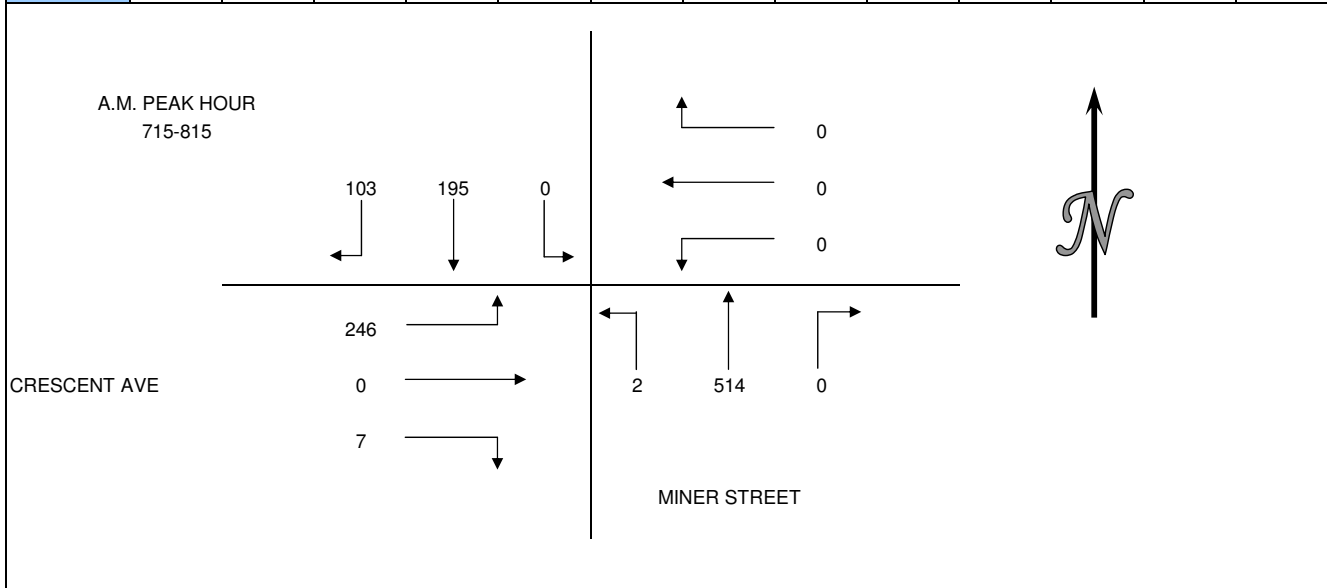 A.M. PEAK HOUR
715-815
0
103 195 0 0
0
246
CRESCENT AVE 0 2 514 0
7
MINER STREET
N